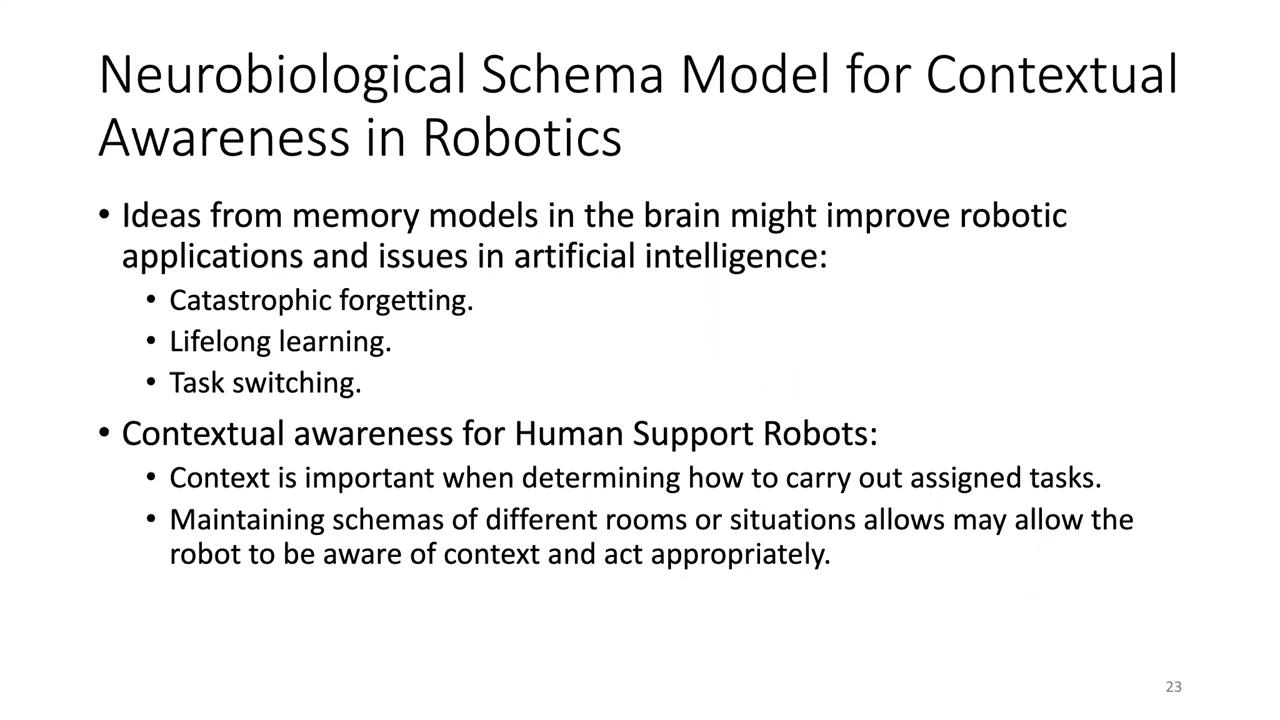 Neurobiological Schema Model for Contextual
Awareness in Robotics
• Ideas from memory models in the brain might improve robotic
applications and issues in artificial intelligence:
• Catastrophic forgetting.
• Lifelong learning.
• Task switching.
• Contextual awareness for Human Support Robots:
• Context is important when determining how to carry out assigned tasks.
• Maintaining schemas of different rooms or situations allows may allow the
robot to be aware of context and act appropriately.
23